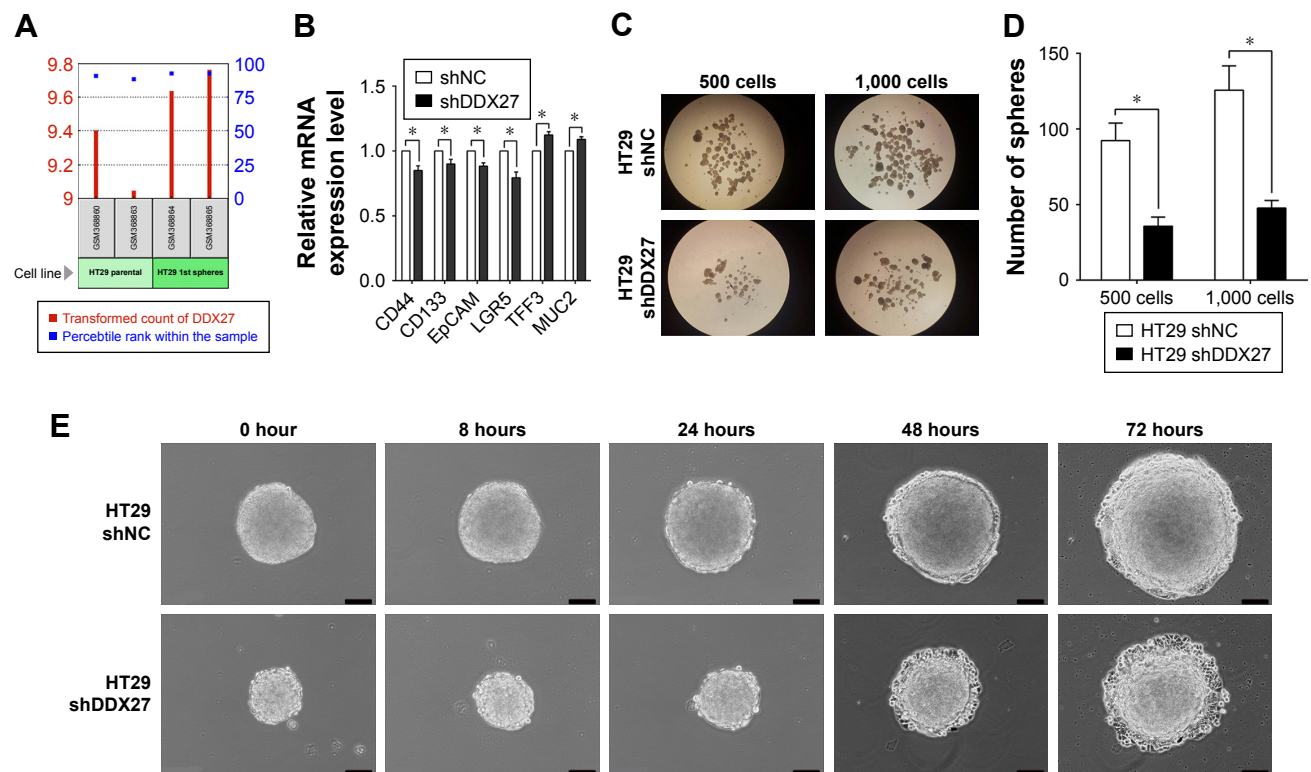 A
9.8
9.6
9.4
9.2
9
100
75
50
25
0
GSM368860
GSM368863
GSM368864
GSM368865
Cell line
HT29 parental
HT29 1st spheres
Transformed count of DDX27
Percebtile rank within the sample
B
Relative mRNA
expression level
1.5
1.0
0.5
0.0
shNC
shDDX27
* * * * * *
CD44
CD133
EpCAM
LGR5
TFF3
MUC2
C
500 cells
1,000 cells
HT29
shNC
HT29
shDDX27
D
Number of spheres
150
100
50
0
*
*
500 cells
1,000 cells
HT29 shNC
HT29 shDDX27
E
0 hour
8 hours
24 hours
48 hours
72 hours
HT29
shNC
HT29
shDDX27